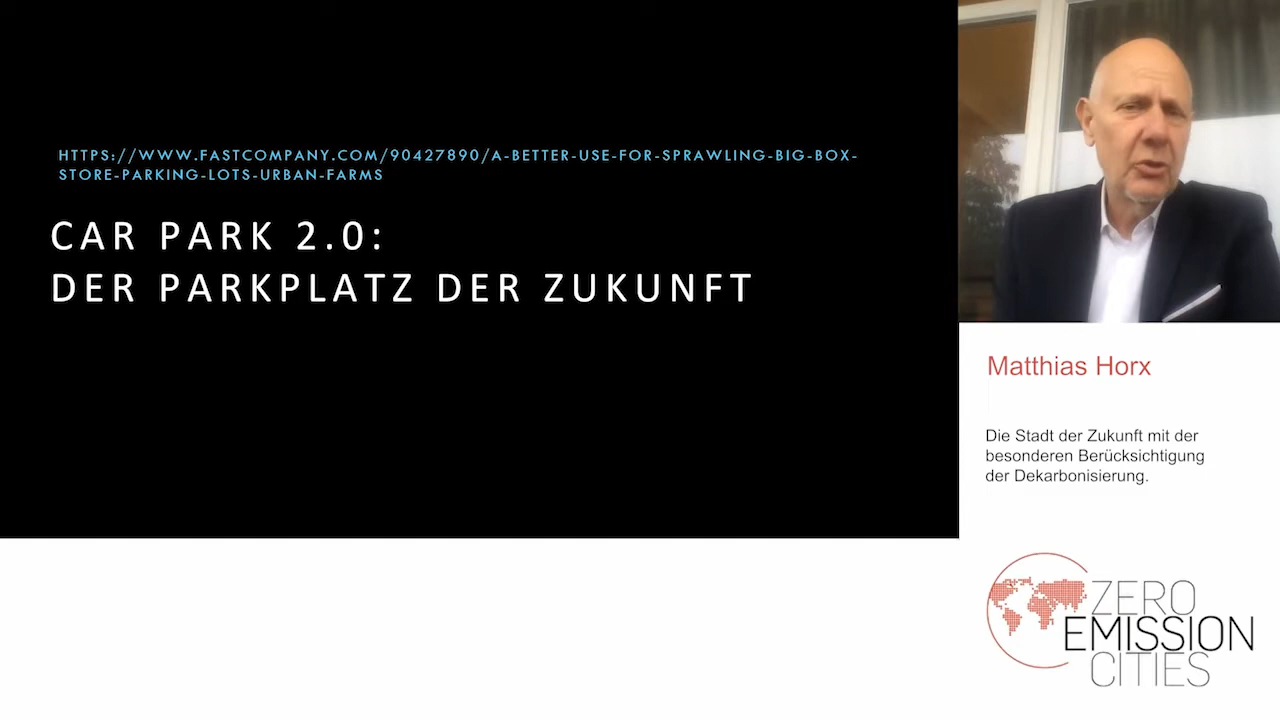 HTTPS://WWW.FASTCOMPANY.COM/90427890/A-BETTER-USE-FOR-SPRAWLING-BIG-BOX-
STORE-PARKING-LOTS-URBAN-FARMS
CAR PARK 2.0:
DER PARKPLATZ DER ZUKUNFT
Matthias Horx
Die Stadt der Zukunft mit der
besonderen Berücksichtigung
der Dekarbonisierung.
ZERO
EMISSION
CITIES